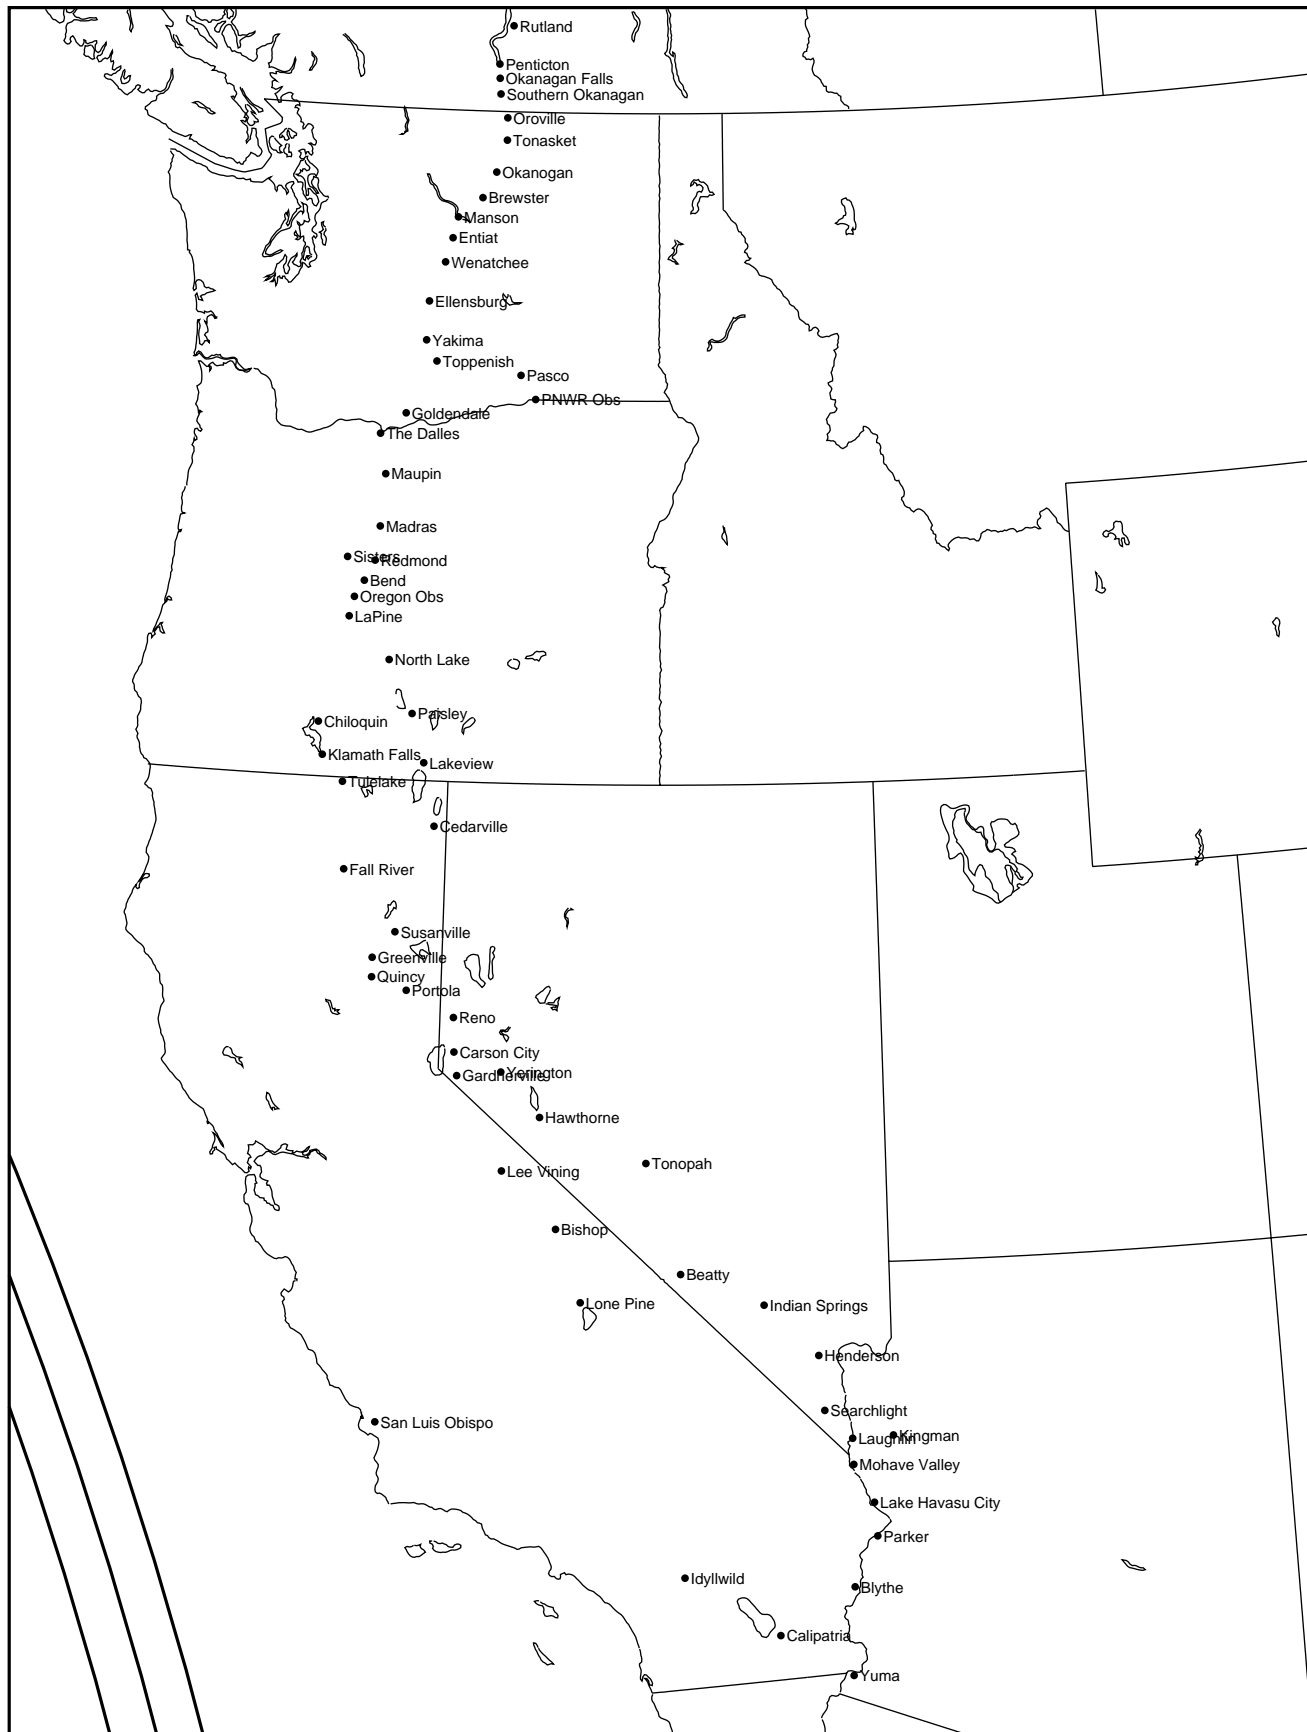 Rutland
Penticton
Okanagan Falls
Southern Okanagan
Oroville
Tonasket
Okanogan
Brewster
Manson
Entiat
Wenatchee
Ellensburg
Yakima
Toppenish
Pasco
PNWR Obs
Goldendale
The Dalles
Maupin
Madras
Sisters
Redmond
Bend
Oregon Obs
LaPine
North Lake
Paisley
Chiloquin
Klamath Falls
Lakeview
Tulelake
Cedarville
Fall River
Susanville
Greenville
Quincy
Portola
Reno
Carson City
Yerington
Gardnerville
Hawthorne
Tonopah
Lee Vining
Bishop
Beatty
Lone Pine
Indian Springs
Henderson
Searchlight
San Luis Obispo
Kingman
Laughlin
Mohave Valley
Lake Havasu City
Parker
Idyllwild
Blythe
Calipatria
Yuma